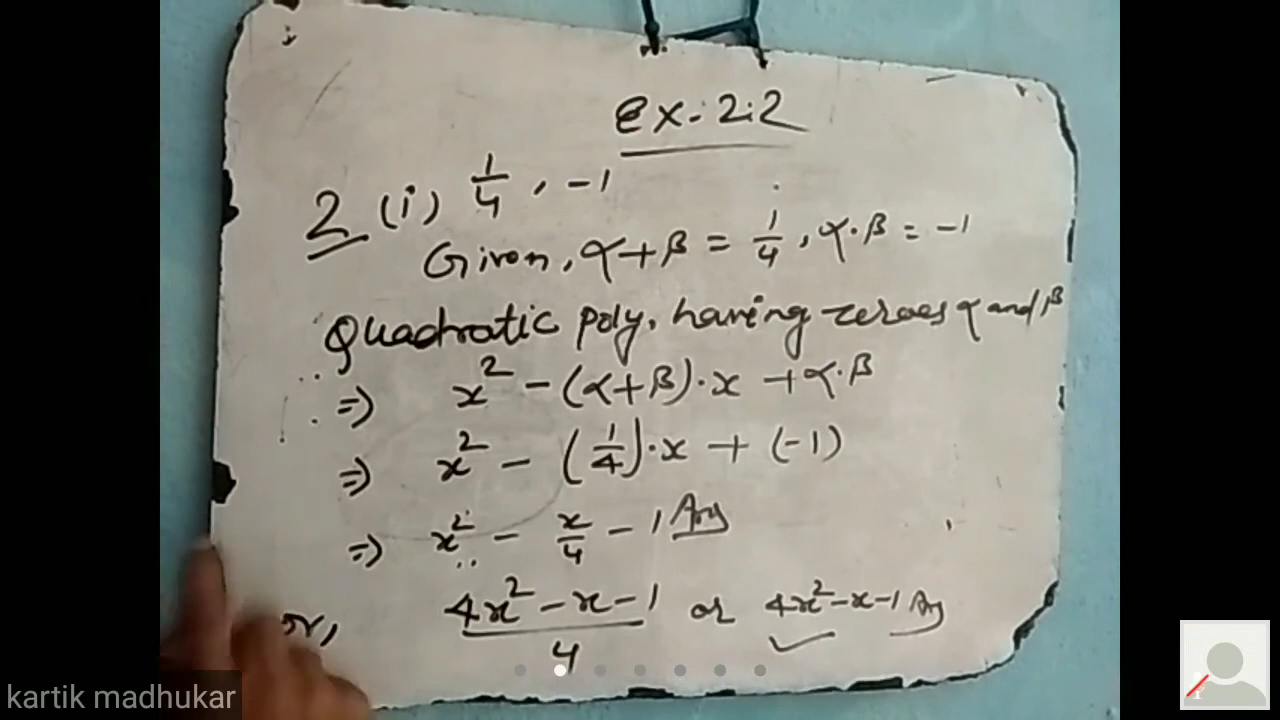 ex. 2.2
2 (i) 1/4, -1
Given, α+β = 1/4, α·β = -1
Quadratic poly. having zeroes α and β
=> x² - (α+β)·x + α·β
=> x² - (1/4)·x + (-1)
=> x² - x/4 - 1 Ans
or, (4x² - x - 1)/4 or 4x² - x - 1 Ans
kartik madhukar